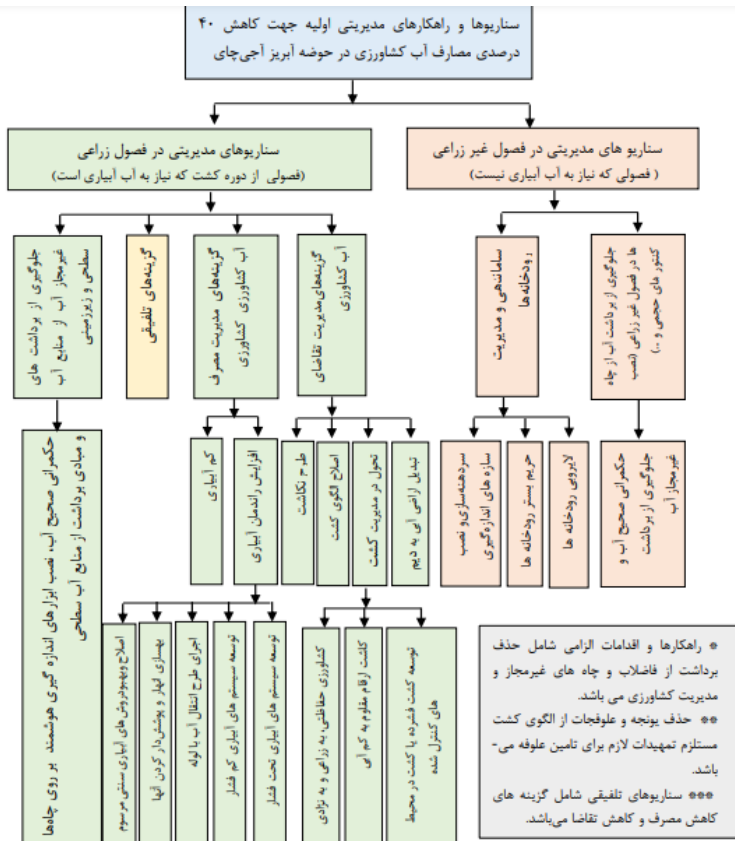 سناریوها و راهکارهای مدیریتی اولیه جهت کاهش ۴۰
درصدی مصارف آب کشاورزی در حوضه آبریز آجی‌چای
سناریو های مدیریتی در فصول غیر زراعی
( فصولی که نیاز به آب آبیاری نیست)
سناریوهای مدیریتی در فصول زراعی
(فصولی از دوره کشت که نیاز به آب آبیاری است)
جلوگیری از برداشت آب از چاه
ها در فصول غیر زراعی (نصب
کنتور های حجمی و ..)
ساماندهی و مدیریت
رودخانه‌ها
گزینه‌های‌مدیریت تقاضای
آب کشاورزی
گزینه‌های مدیریت مصرف
آب کشاورزی کشاورزی
گزینه‌های تلفیقی
جلوگیری از برداشت های
غیرمجاز آب از منابع آب
سطحی و زیرزمینی
حکمرانی صحیح آب و
جلوگیری از برداشت
غیرمجاز آب
لایروبی رودخانه ها
حریم بستر رودخانه ها
سردهنه‌سازی‌و نصب
سازه های اندازه‌گیری
تبدیل اراضی آبی به دیم
تحول در مدیریت کشت
اصلاح الگوی کشت
طرح نکاشت
افزایش راندمان آبیاری
کم آبیاری
حکمرانی صحیح آب، نصب ابزارهای اندازه گیری هوشمند بر روی چاه‌ها
و مبادی برداشت از منابع آب سطحی
توسعه کشت فشرده یا کشت در محیط
های کنترل شده
کاشت ارقام مقاوم به کم آبی
کشاورزی حفاظتی، به زراعی و به نژادی
توسعه سیستم های آبیاری تحت فشار
توسعه سیستم های آبیاری کم فشار
اجرای طرح انتقال آب با لوله
بهسازی انهار و پوشش‌دار کردن آنها
اصلاح وبهبودروش‌های آبیاری سنتی مرسوم
* راهکارها و اقدامات الزامی شامل حذف
برداشت از فاضلاب و چاه های غیرمجاز و
مدیریت کشاورزی می باشد.
** حذف یونجه و علوفجات از الگوی کشت
مستلزم تمهیدات لازم برای تامین علوفه می-
باشد.
*** سناریوهای تلفیقی شامل گزینه های
کاهش مصرف و کاهش تقاضا می‌باشد.